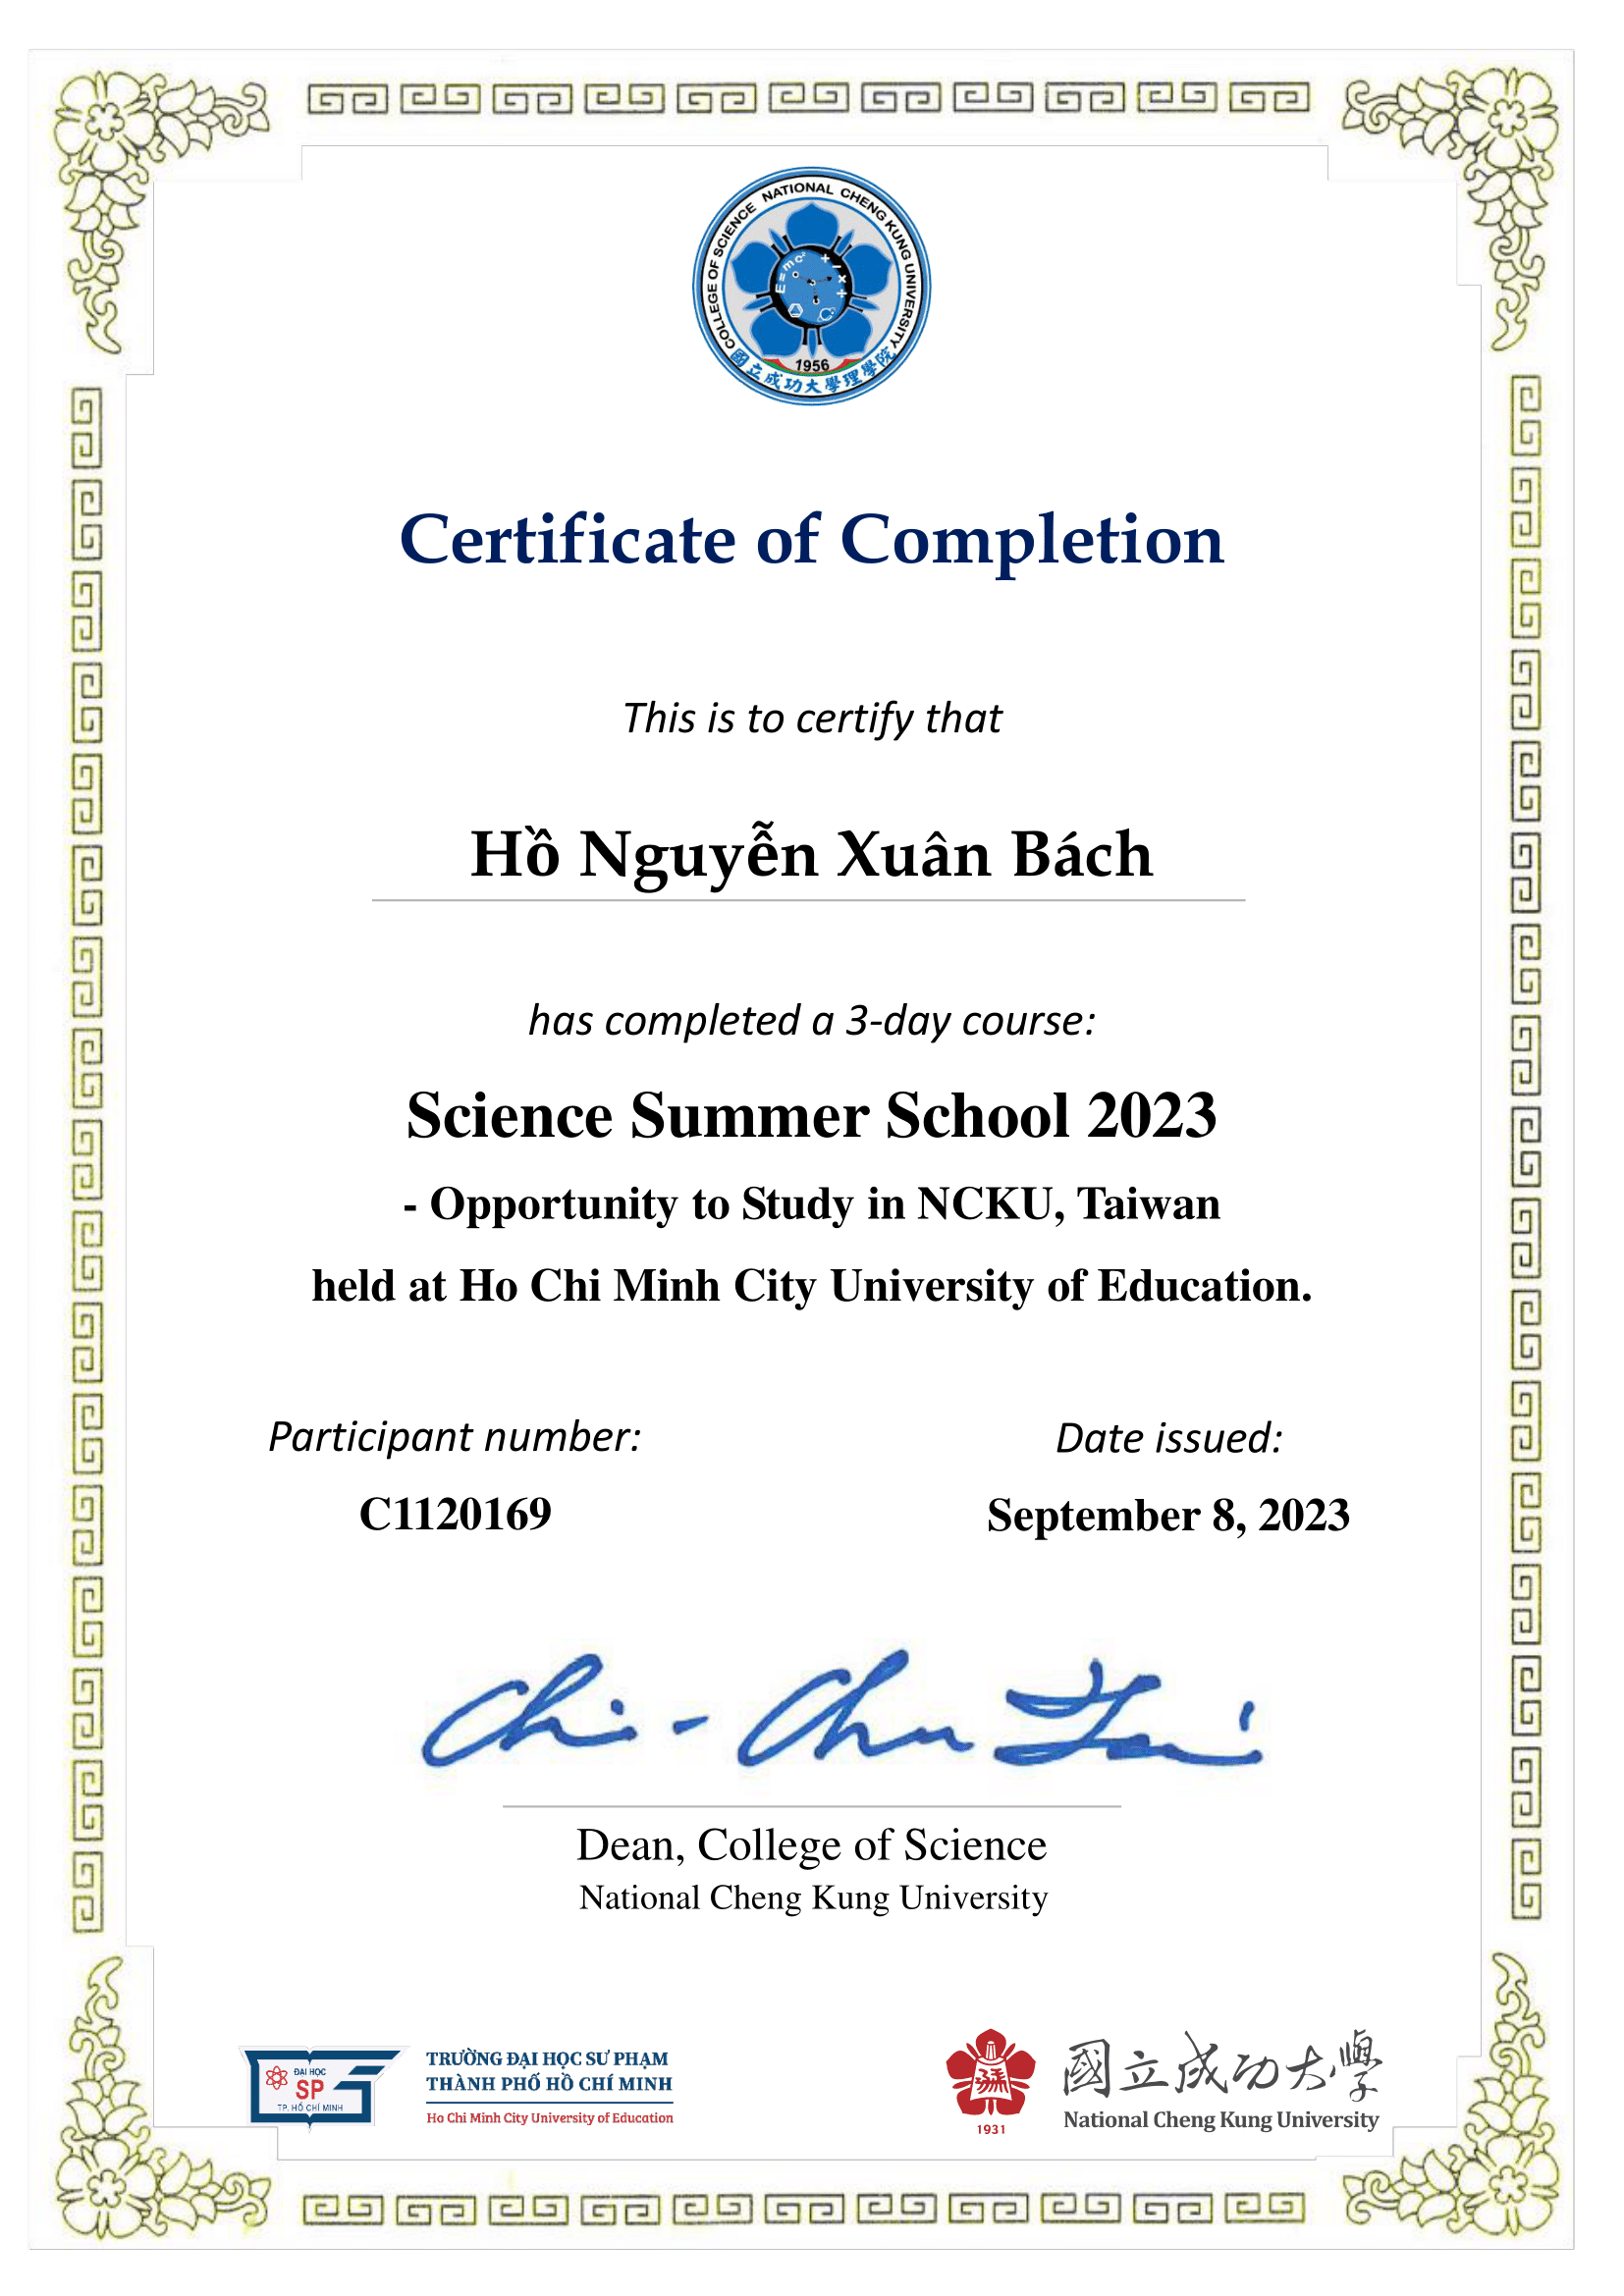 COLLEGE OF SCIENCE NATIONAL CHENG KUNG UNIVERSITY
E=mc²
1956
國立成功大學理學院
Certificate of Completion
This is to certify that
Hồ Nguyễn Xuân Bách
has completed a 3-day course:
Science Summer School 2023
- Opportunity to Study in NCKU, Taiwan
held at Ho Chi Minh City University of Education.
Participant number:
Date issued:
C1120169
September 8, 2023
Chi-Chu
Dean, College of Science
National Cheng Kung University
ĐẠI HỌC
SP
TP. HỒ CHÍ MINH
TRƯỜNG ĐẠI HỌC SƯ PHẠM
THÀNH PHỐ HỒ CHÍ MINH
Ho Chi Minh City University of Education
1931
國立成功大學
National Cheng Kung University